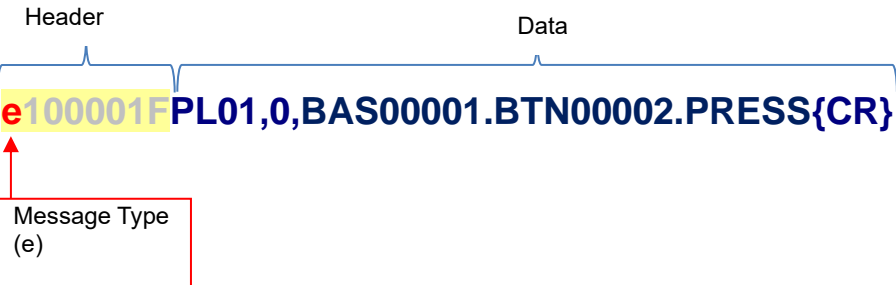 Header
Data
e100001FPL01,0,BAS00001.BTN00002.PRESS{CR}
Message Type
(e)